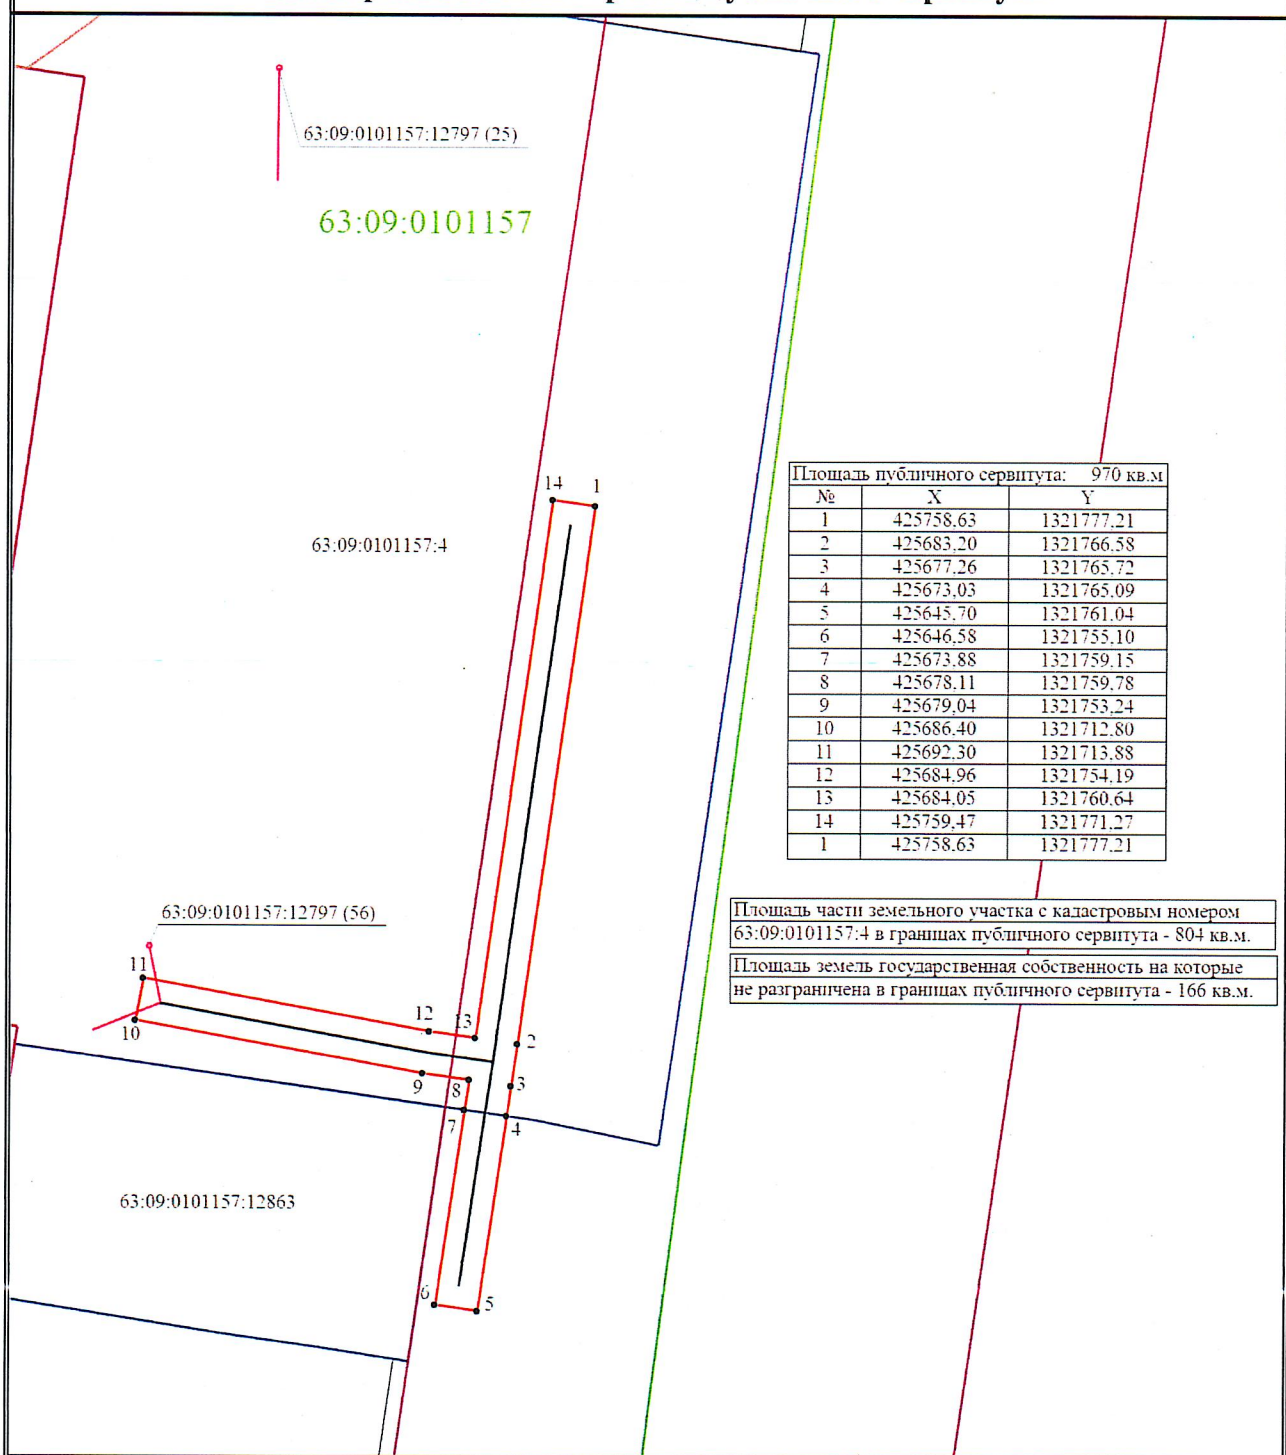 63:09:0101157:12797 (25)
63:09:0101157
14
1
63:09:0101157:4
Площадь публичного сервитута: 970 кв.м
№ X Y
1 425758.63 1321777.21
2 425683.20 1321766.58
3 425677.26 1321765.72
4 425673.03 1321765.09
5 425645.70 1321761.04
6 425646.58 1321755.10
7 425673.88 1321759.15
8 425678.11 1321759.78
9 425679.04 1321753.24
10 425686.40 1321712.80
11 425692.30 1321713.88
12 425684.96 1321754.19
13 425684.05 1321760.64
14 425759.47 1321771.27
1 425758.63 1321777.21
Площадь части земельного участка с кадастровым номером
63:09:0101157:4 в границах публичного сервитута - 804 кв.м.
Площадь земель государственная собственность на которые
не разграничена в границах публичного сервитута - 166 кв.м.
63:09:0101157:12797 (56)
11
12
13
10
2
9
8
3
7
4
63:09:0101157:12863
6
5